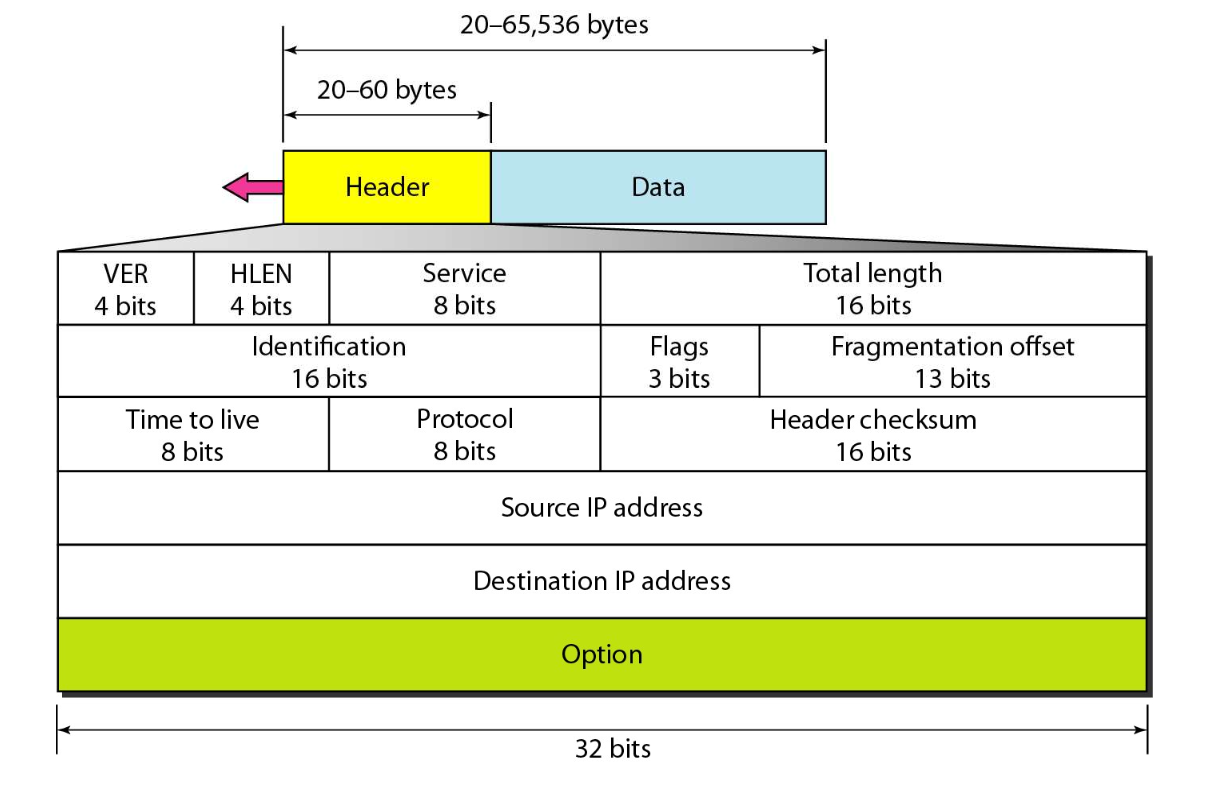 20–65,536 bytes
20–60 bytes
Header
Data
VER
4 bits
HLEN
4 bits
Service
8 bits
Total length
16 bits
Identification
16 bits
Flags
3 bits
Fragmentation offset
13 bits
Time to live
8 bits
Protocol
8 bits
Header checksum
16 bits
Source IP address
Destination IP address
Option
32 bits